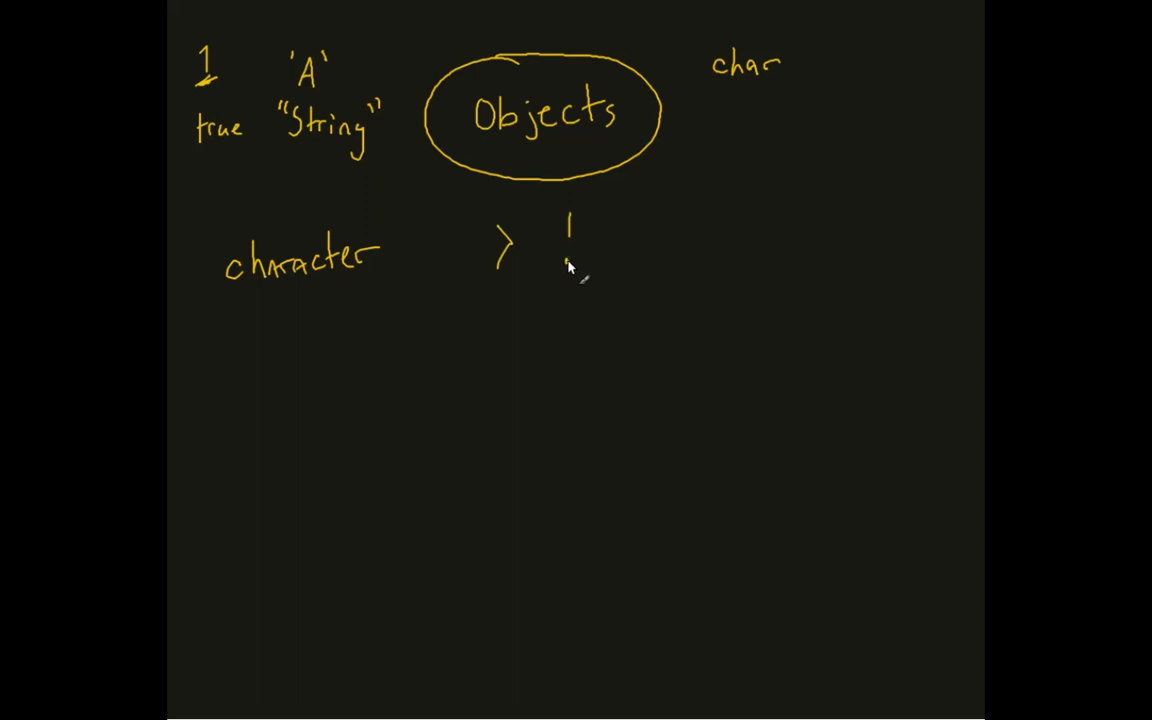 1 'A' Objects char
true "String"
character > !